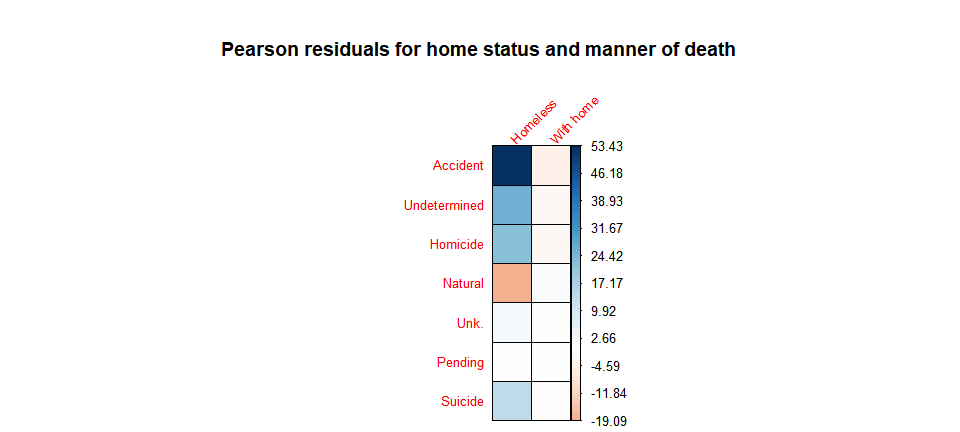 Pearson residuals for home status and manner of death
Homeless
With home
Accident
Undetermined
Homicide
Natural
Unk.
Pending
Suicide
53.43
46.18
38.93
31.67
24.42
17.17
9.92
2.66
-4.59
-11.84
-19.09